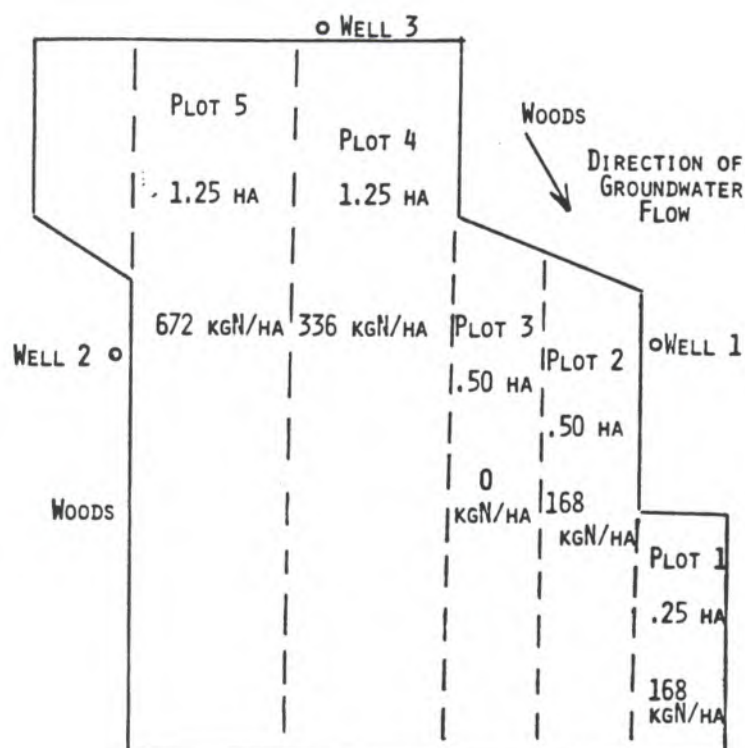 WELL 3
PLOT 5
1.25 HA
672 KGN/HA
PLOT 4
1.25 HA
336 KGN/HA
WOODS
DIRECTION OF
GROUNDWATER
FLOW
WELL 2
WOODS
PLOT 3
.50 HA
0
KGN/HA
PLOT 2
.50 HA
168
KGN/HA
WELL 1
PLOT 1
.25 HA
168
KGN/HA